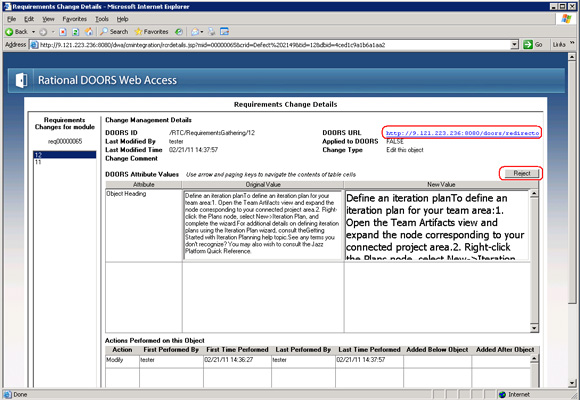 Requirements Change Details - Microsoft Internet Explorer
File Edit View Favorites Tools Help
Back Search Favorites
Address http://9.121.223.236:8080/dwa/cmintegration/rcrdetails.jsp?mid=00000065&crid=Defect%202149&id=12&dbid=4ced1c9a1b6a1aa2 Go Links
Rational DOORS Web Access
Requirements Change Details
Requirements Changes for module
req00000065
12
11
Change Management Details
DOORS ID /RTC/RequirementsGathering/12 DOORS URL http://9.121.223.236:8080/doors/redirecto
Last Modified By tester Applied to DOORS FALSE
Last Modified Time 02/21/11 14:37:57 Change Type Edit this object
Change Comment
DOORS Attribute Values Use arrow and paging keys to navigate the contents of table cells Reject
Attribute Original Value New Value
Object Heading
Define an iteration planTo define an iteration plan for your
team area:1. Open the Team Artifacts view and expand the
node corresponding to your connected project area.2. Right-
click the Plans node, select New->Iteration Plan, and
complete the wizard.For additional details on defining iteration
plans using the Iteration Plan wizard, consult theGetting
Started with Iteration Planning help topic.See any terms you
don't recognize? You may also wish to consult the Jazz
Platform Quick Reference.
Define an iteration planTo define an
iteration plan for your team area:1.
Open the Team Artifacts view and
expand the node corresponding to your
connected project area.2. Right-click
the Plans node, select New->Iteration
Actions Performed on this Object
Action First Performed By First Time Performed Last Performed By Last Time Performed Added Below Object Added After Object
Modify tester 02/21/11 14:36:27 tester 02/21/11 14:37:57
Done Internet